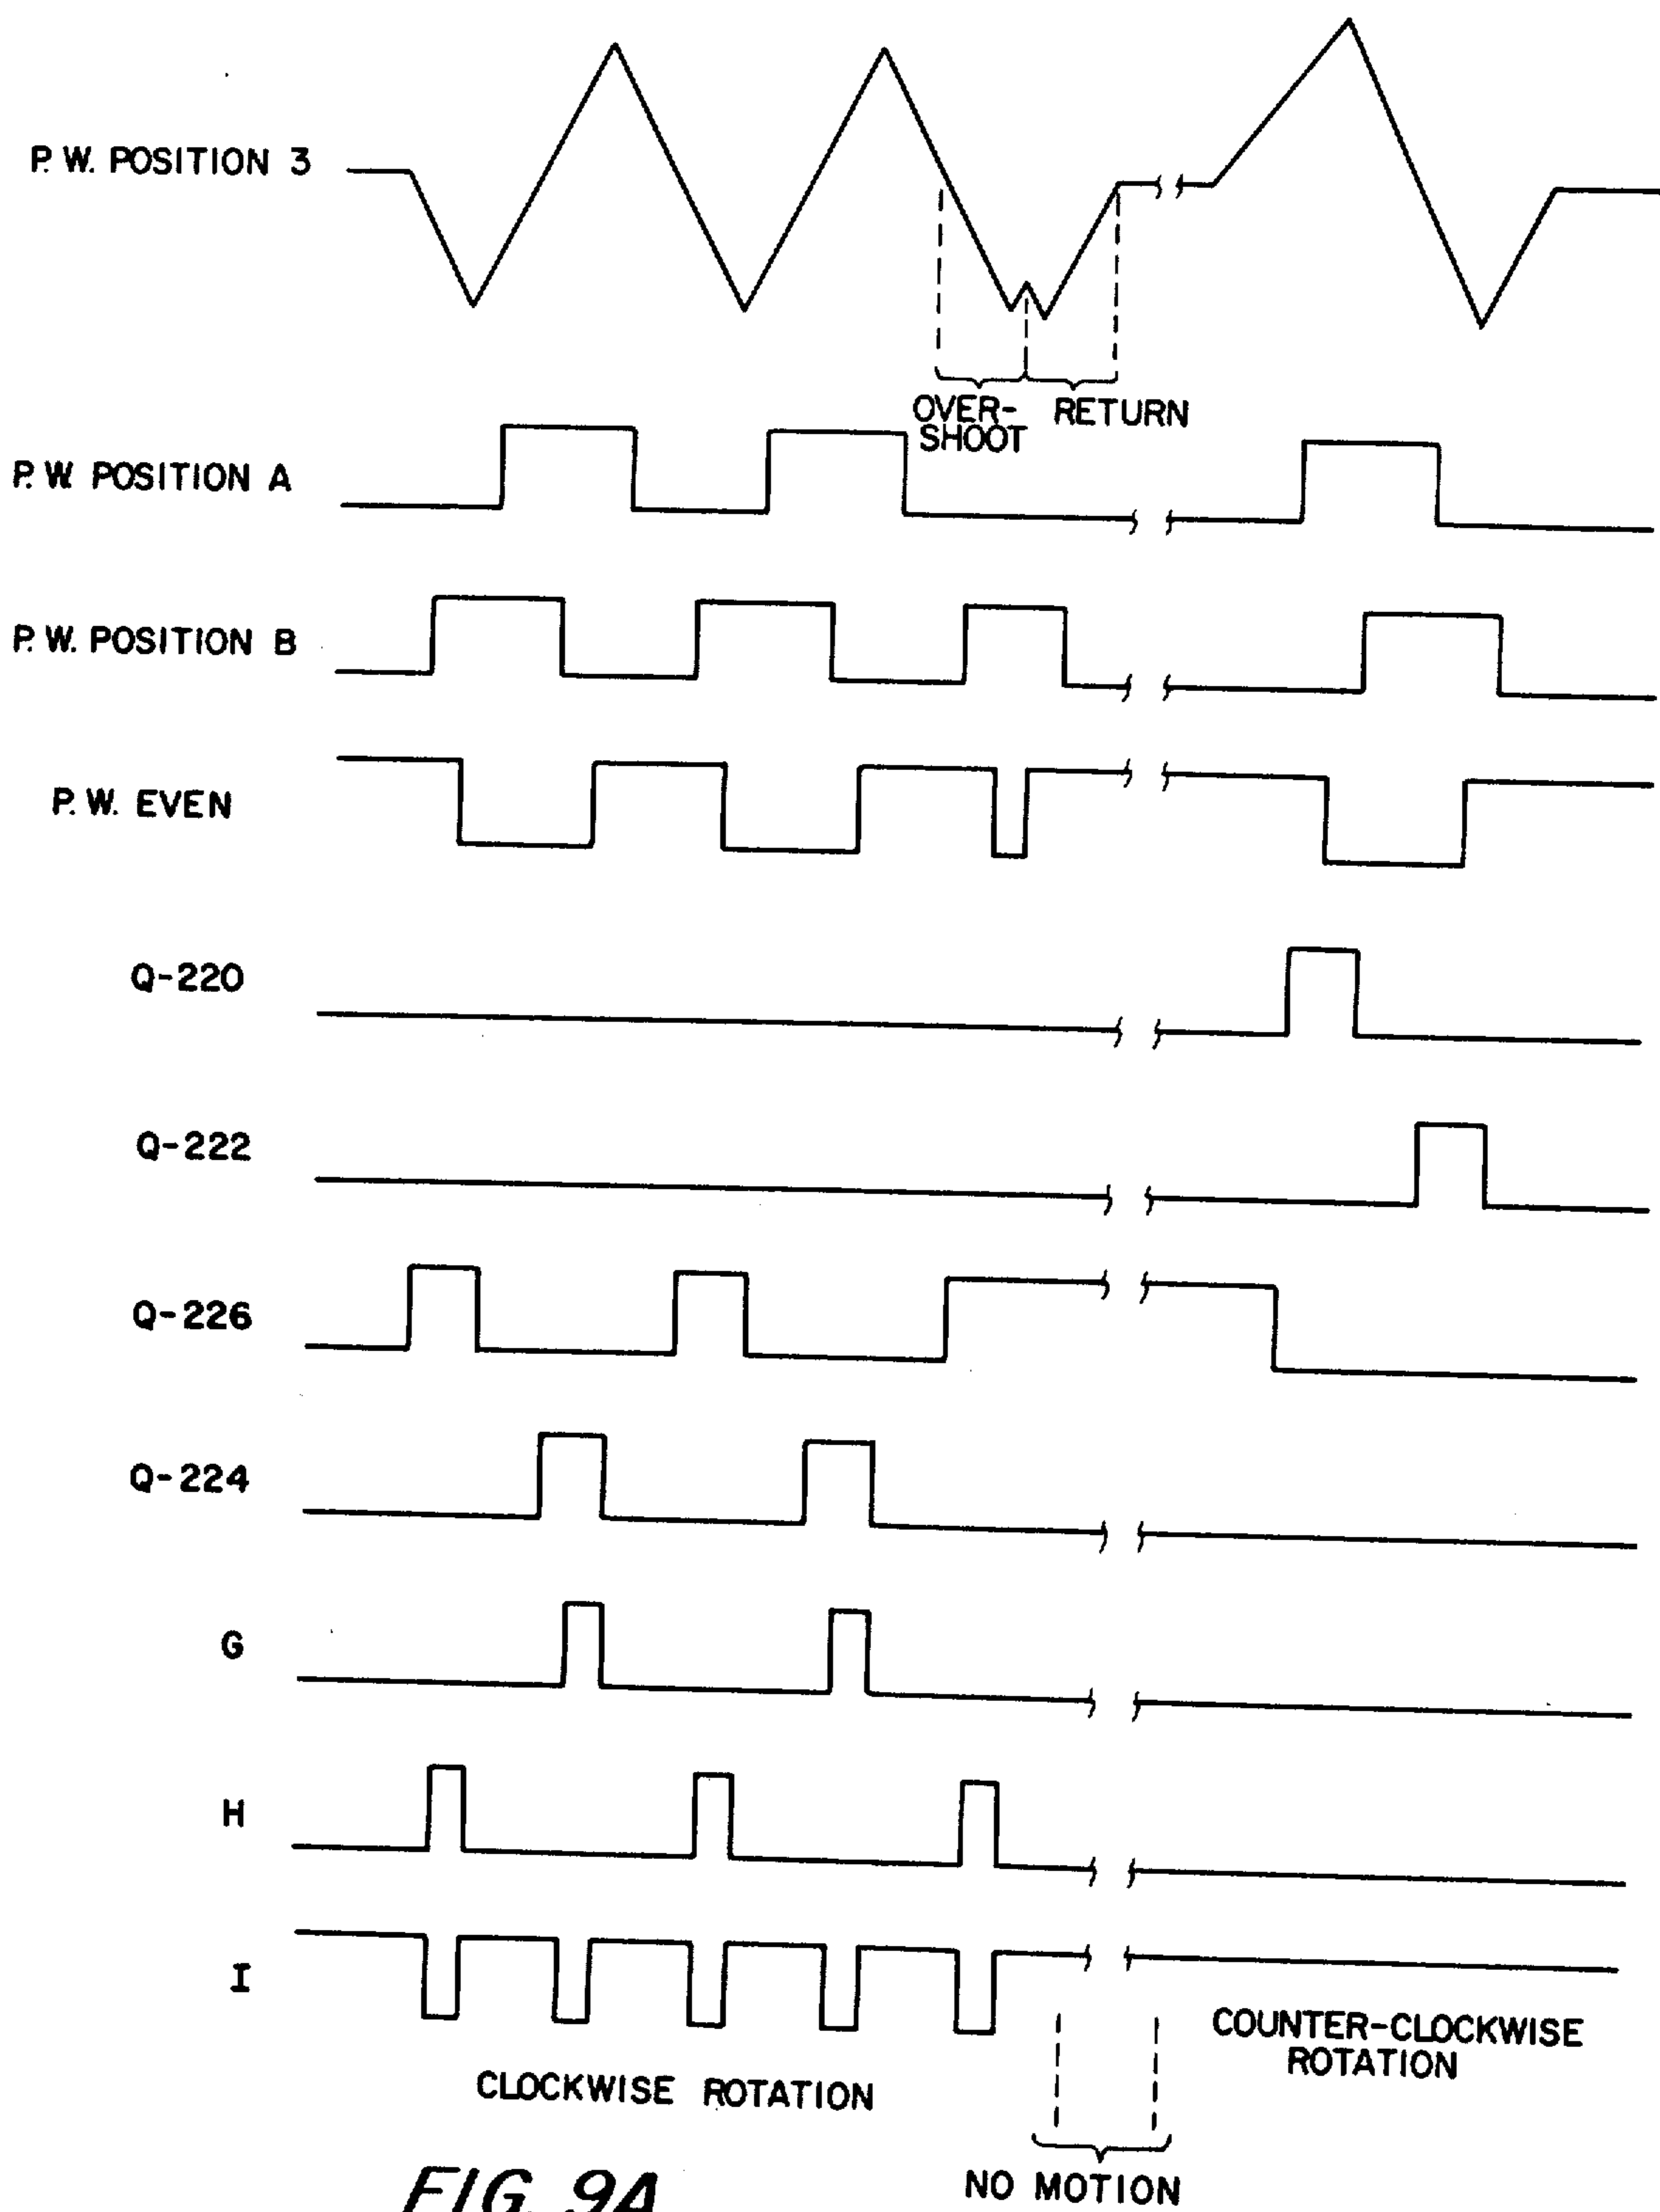 P. W. POSITION 3
OVER-
SHOOT
RETURN
P. W. POSITION A
P. W. POSITION B
P. W. EVEN
Q-220
Q-222
Q-226
Q-224
G
H
I
COUNTER-CLOCKWISE
ROTATION
CLOCKWISE ROTATION
NO MOTION
FIG. 9A